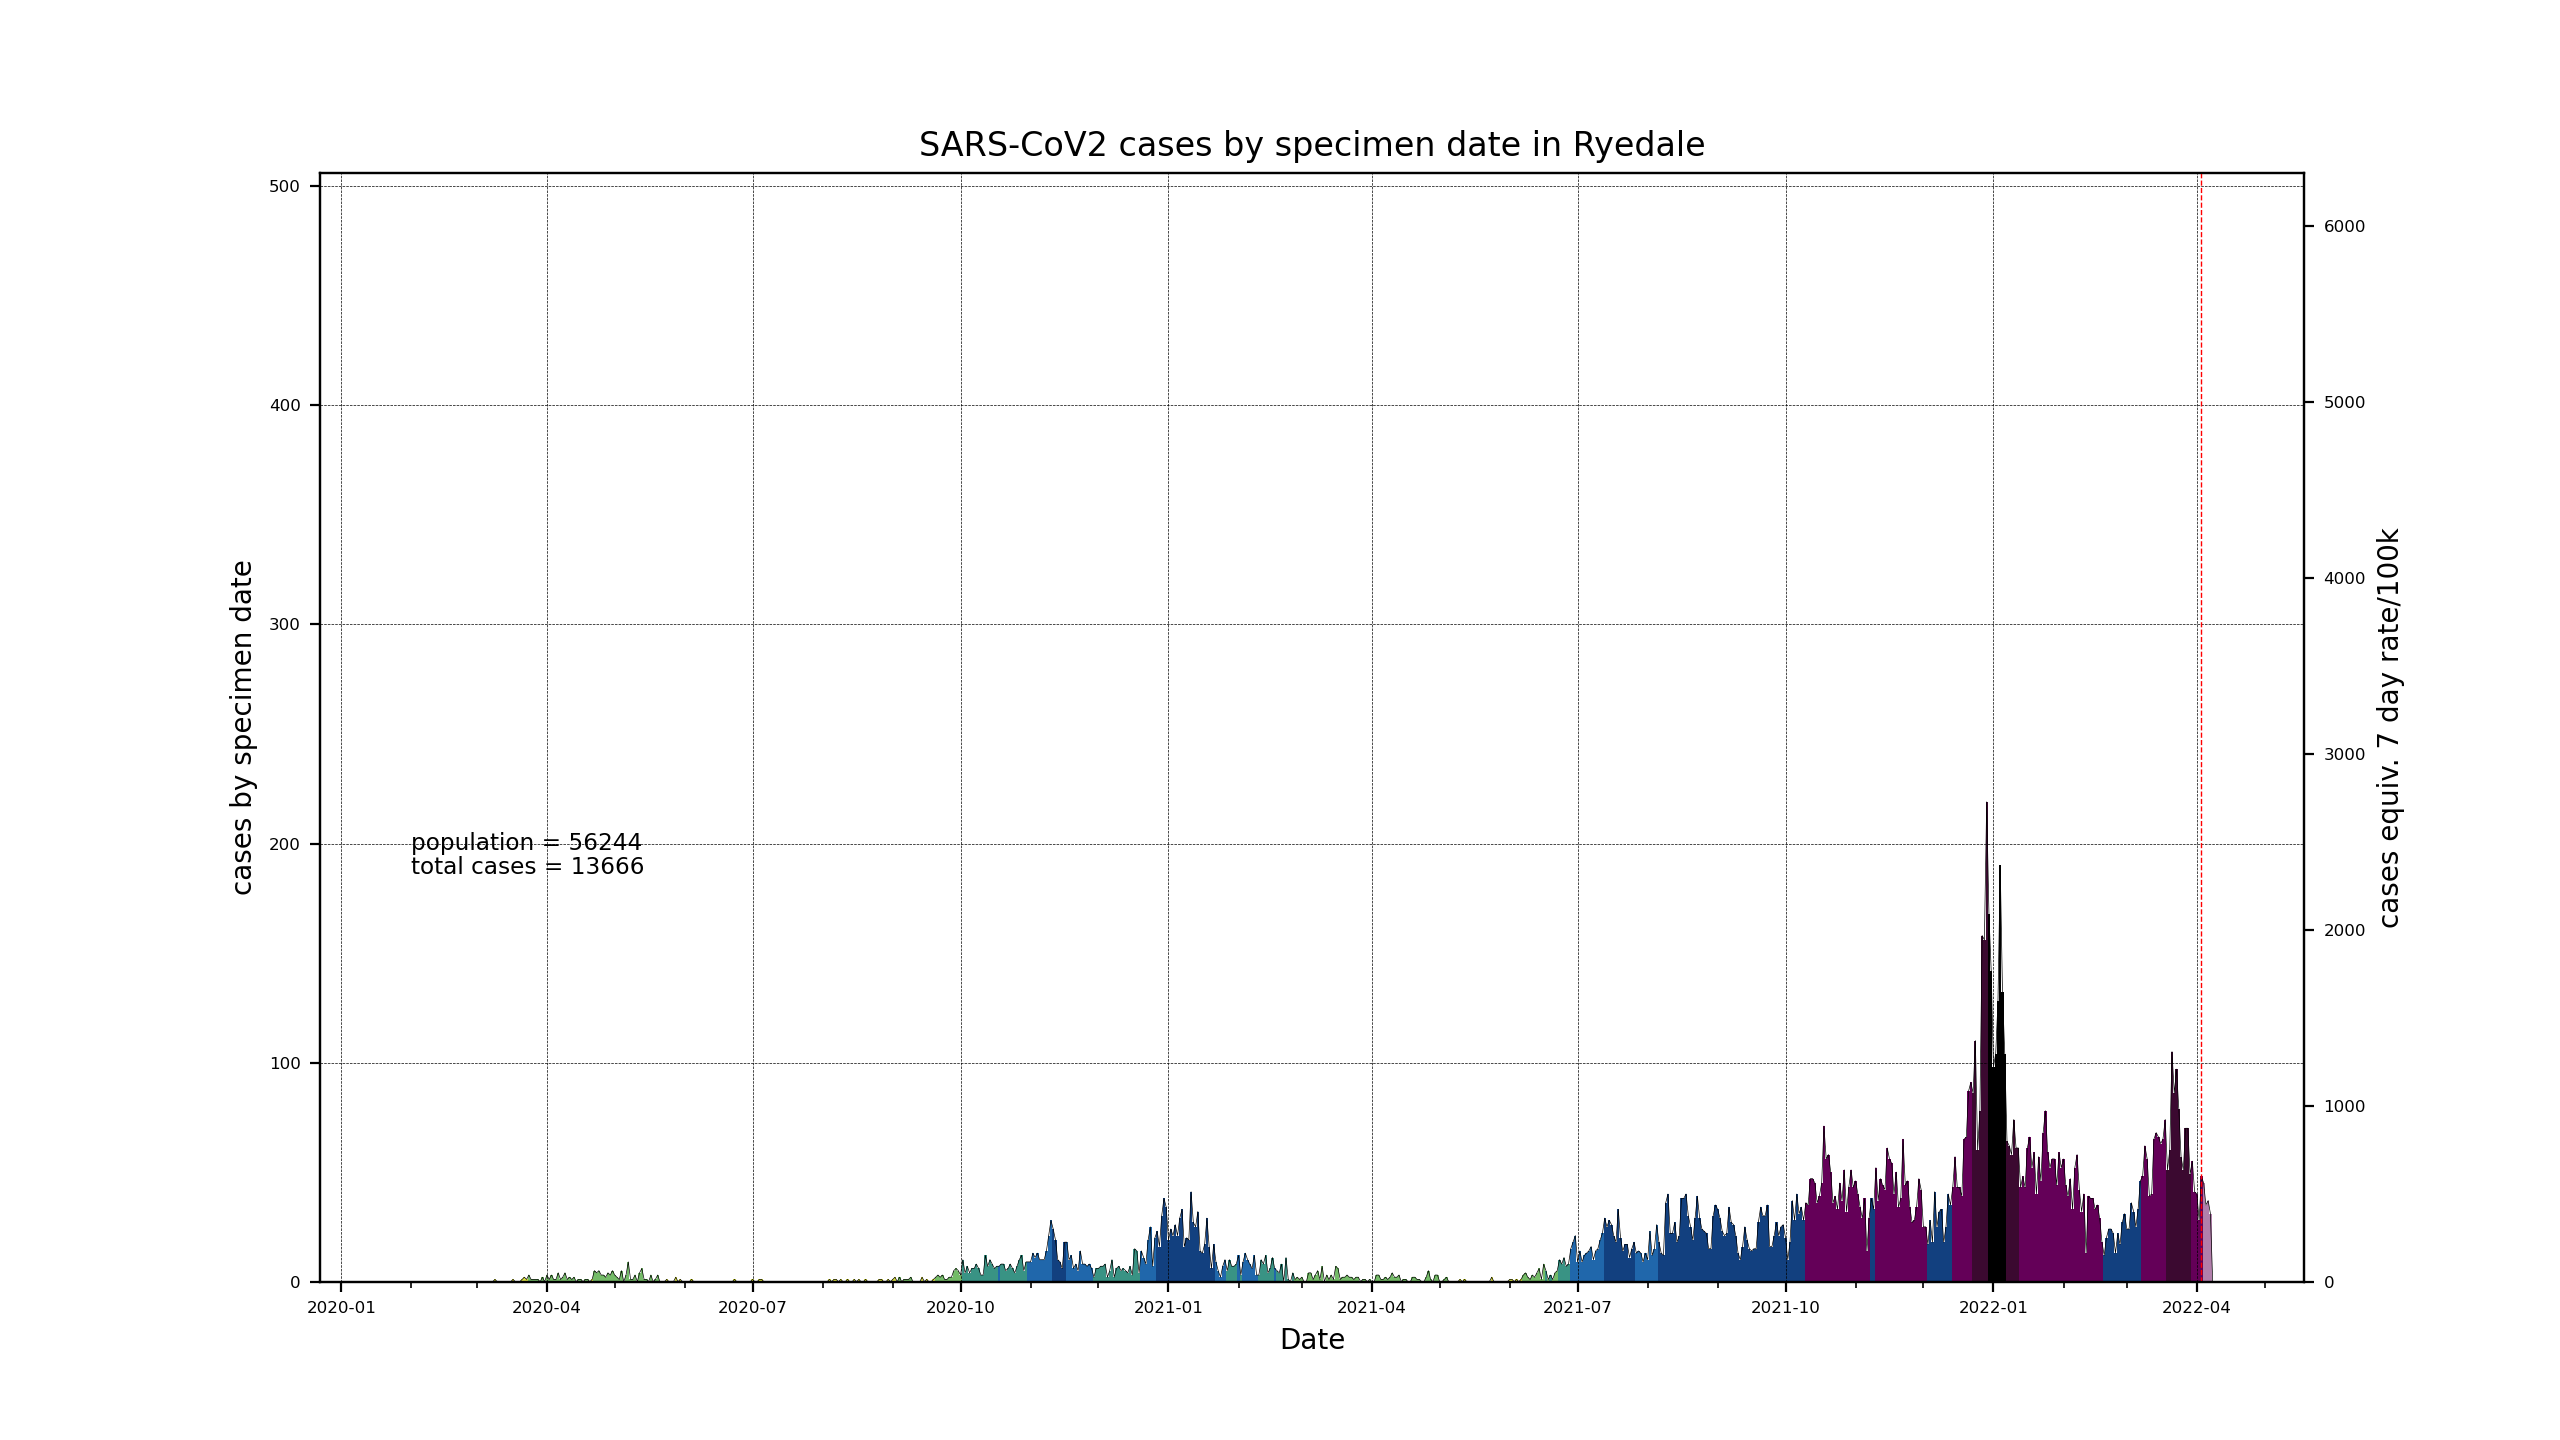 SARS-CoV2 cases by specimen date in Ryedale
cases by specimen date
500
400
300
200
100
0
population = 56244
total cases = 13666
6000
5000
4000
3000
2000
1000
0
cases equiv. 7 day rate/100k
2020-01 2020-04 2020-07 2020-10 2021-01 2021-04 2021-07 2021-10 2022-01 2022-04
Date